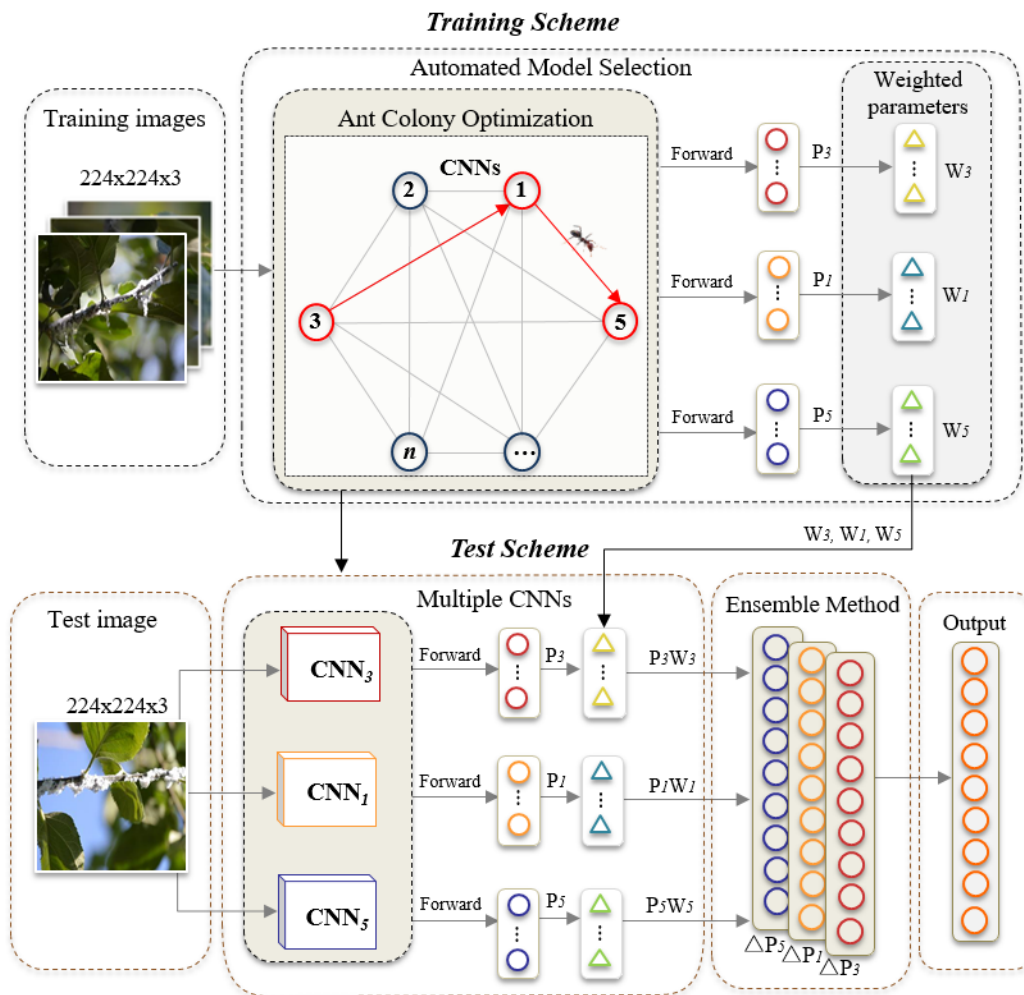 Training Scheme
Automated Model Selection
Training images
224x224x3
Ant Colony Optimization
CNNs
2
1
3
5
n
...
Forward
P3
Forward
P1
Forward
P5
Weighted
parameters
W3
W1
W5
W3, W1, W5
Test Scheme
Test image
224x224x3
Multiple CNNs
CNN3
CNN1
CNN5
Forward
P3
P3W3
Forward
P1
P1W1
Forward
P5
P5W5
Ensemble Method
△P5
△P1
△P3
Output